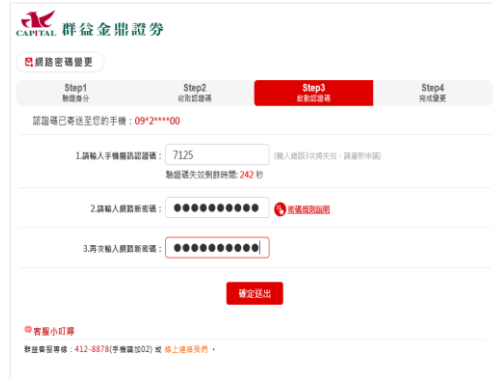 CAPITAL 群益金鼎證券
網路密碼變更
Step1 Step2 Step3 Step4
驗證身分 收取認證碼 啟動認證碼 完成變更
認證碼已寄送至您的手機：09*2****00
1.請輸入手機簡訊認證碼： 7125 (輸入錯誤3次將失效，請重新申請)
驗證碼失效剩餘時間: 242 秒
2.請輸入網路新密碼： ●●●●●●●●●● 密碼規則說明
3.再次輸入網路新密碼： ●●●●●●●●●●
確定送出
客服小叮嚀
群益客服專線：412-8878(手機請加02) 或 線上連絡我們。